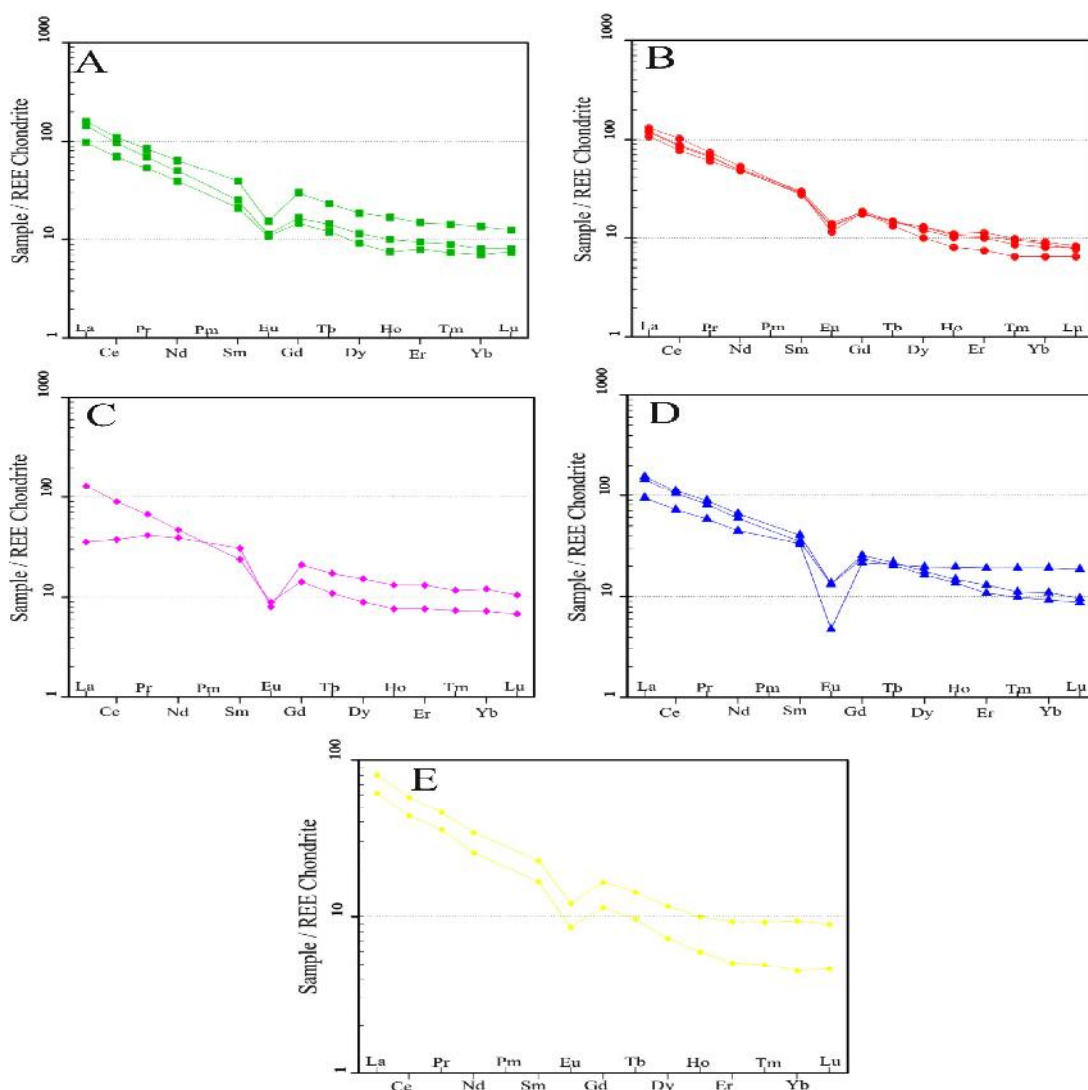 A
Sample / REE Chondrite
1000
100
10
1
La Pr Pm Eu Tb Ho Tm Lu
Ce Nd Sm Gd Dy Er Yb
B
Sample / REE Chondrite
1000
100
10
1
La Pr Pm Eu Tb Ho Tm Lu
Ce Nd Sm Gd Dy Er Yb
C
Sample / REE Chondrite
1000
100
10
1
La Pr Pm Eu Tb Ho Tm Lu
Ce Nd Sm Gd Dy Er Yb
D
Sample / REE Chondrite
1000
100
10
1
La Pr Pm Eu Tb Ho Tm Lu
Ce Nd Sm Gd Dy Er Yb
E
Sample / REE Chondrite
100
10
1
La Pr Pm Eu Tb Ho Tm Lu
Ce Nd Sm Gd Dy Er Yb